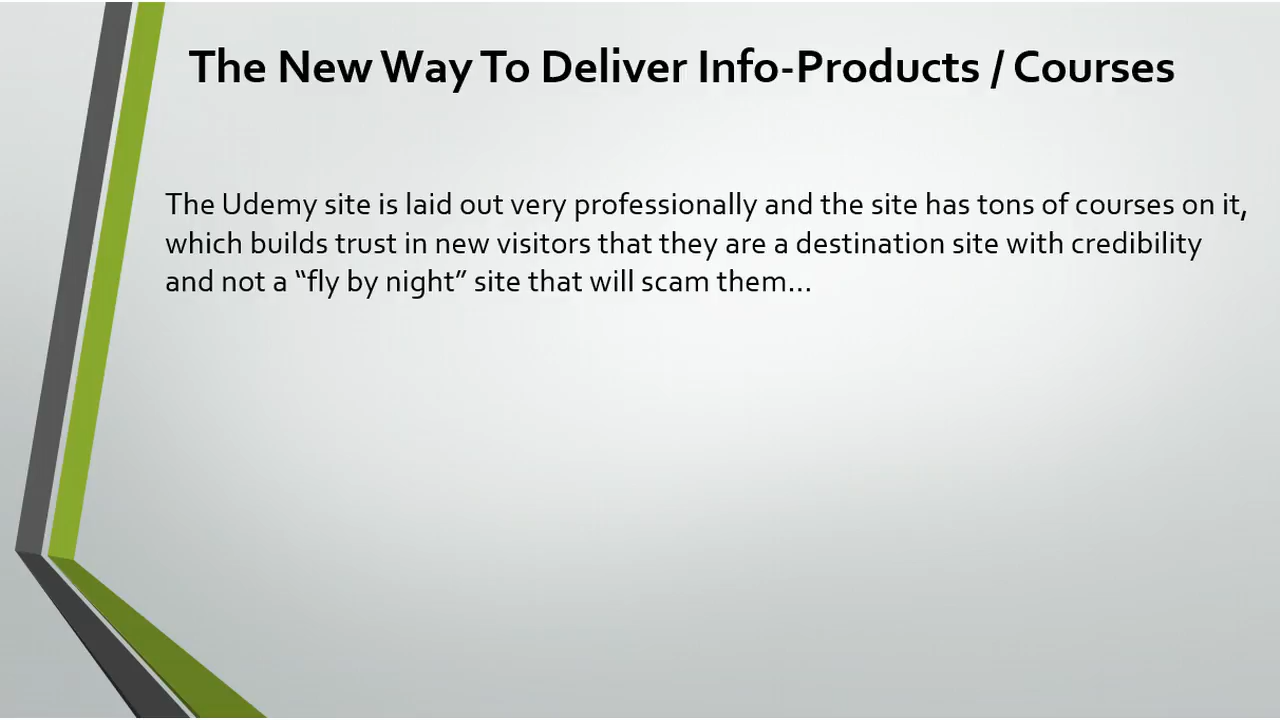 The New Way To Deliver Info-Products / Courses
The Udemy site is laid out very professionally and the site has tons of courses on it,
which builds trust in new visitors that they are a destination site with credibility
and not a “fly by night” site that will scam them...